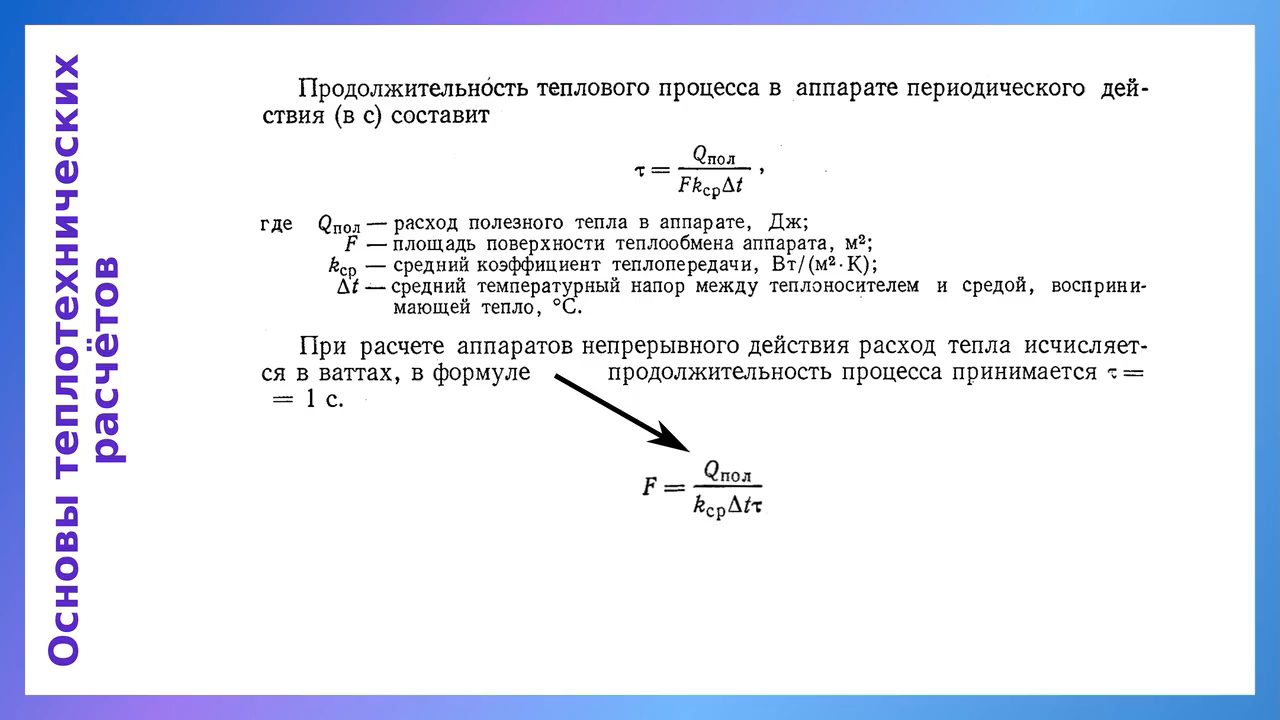 Основы теплотехнических
расчётов
Продолжительность теплового процесса в аппарате периодического дей-
ствия (в с) составит
τ = Qпол / Fkср∆t ,
где Qпол — расход полезного тепла в аппарате, Дж;
F — площадь поверхности теплообмена аппарата, м²;
kср — средний коэффициент теплопередачи, Вт/(м²·К);
∆t — средний температурный напор между теплоносителем и средой, восприни-
мающей тепло, °С.
При расчете аппаратов непрерывного действия расход тепла исчисляет-
ся в ваттах, в формуле продолжительность процесса принимается τ =
= 1 с.
F = Qпол / kср∆tτ